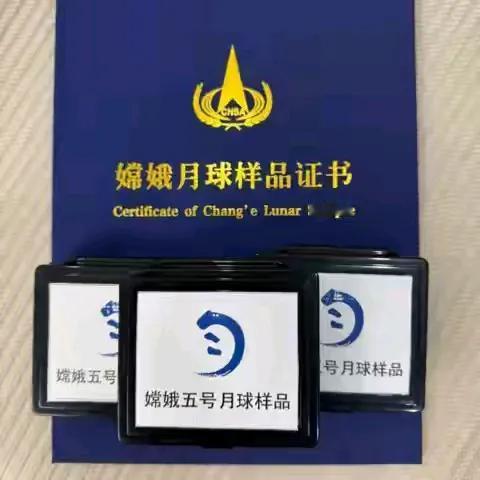 CNSA
嫦娥月球样品证书
Certificate of Chang'e Lunar
嫦娥五号
嫦娥五号月球样品
号月球样品